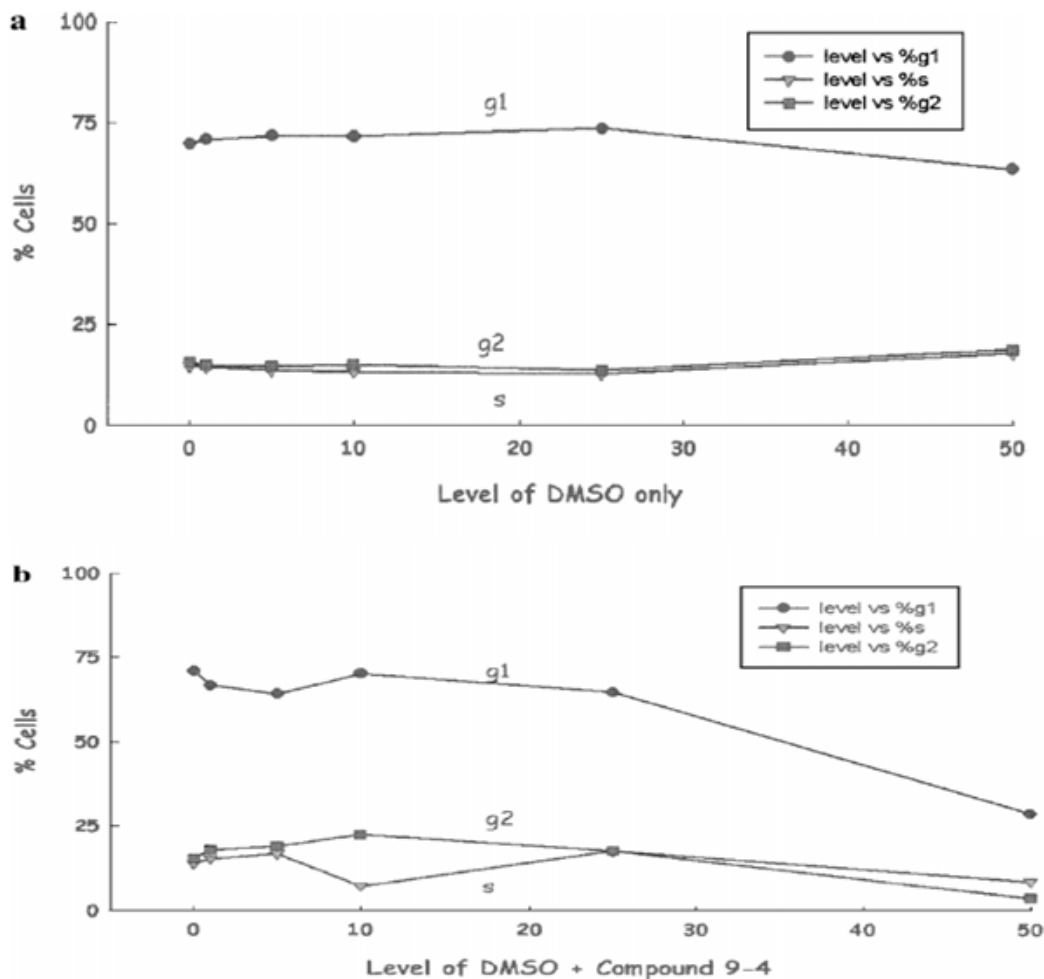 a
100
75
50
25
0
% Cells
level vs %g1
level vs %s
level vs %g2
g1
g2
s
0 10 20 30 40 50
Level of DMSO only
b
100
75
50
25
0
% Cells
level vs %g1
level vs %s
level vs %g2
g1
g2
s
0 10 20 30 40 50
Level of DMSO + Compound 9-4